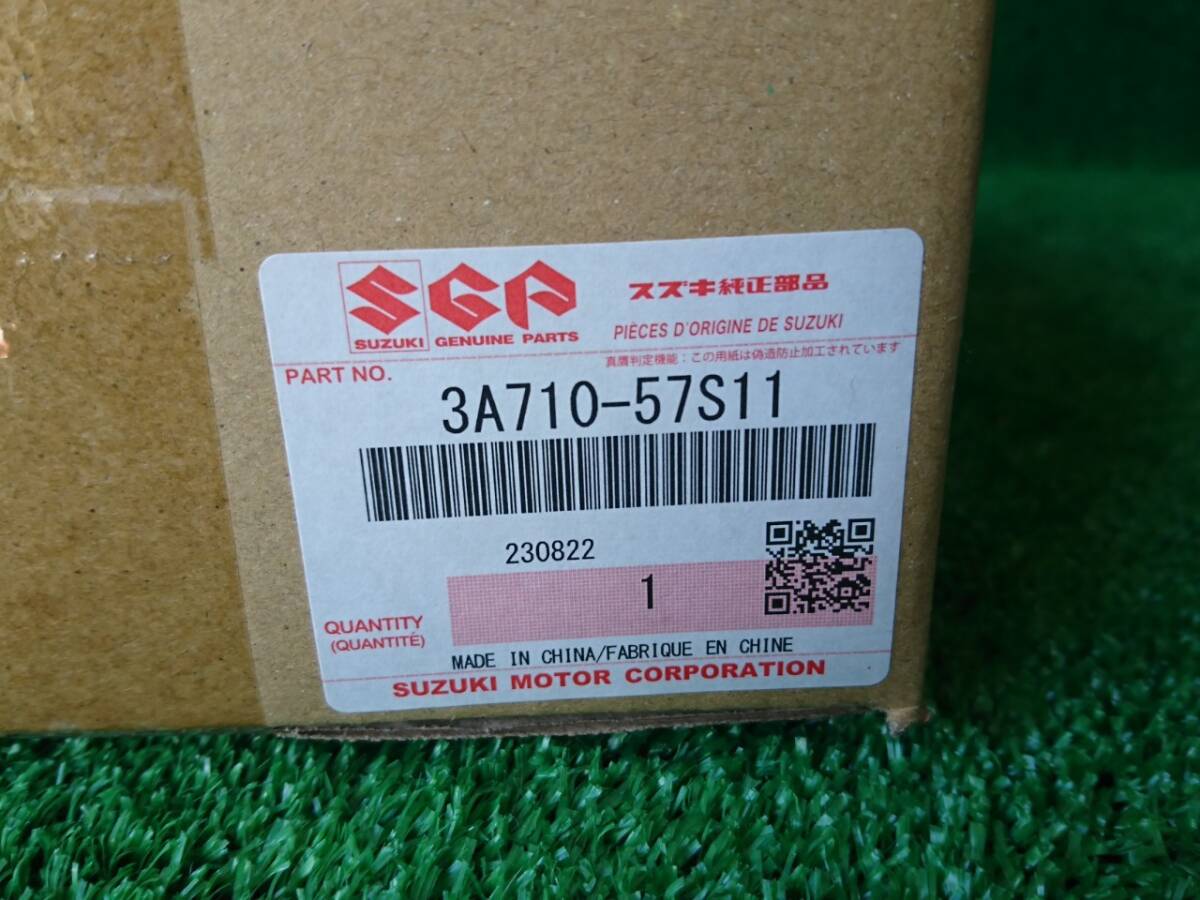 SGP
SUZUKI GENUINE PARTS
スズキ純正部品
PIÈCES D'ORIGINE DE SUZUKI
真贋判定機能:この用紙は偽造防止加工されています
PART NO.
3A710-57S11
230822
1
QUANTITY
(QUANTITÉ)
MADE IN CHINA/FABRIQUE EN CHINE
SUZUKI MOTOR CORPORATION